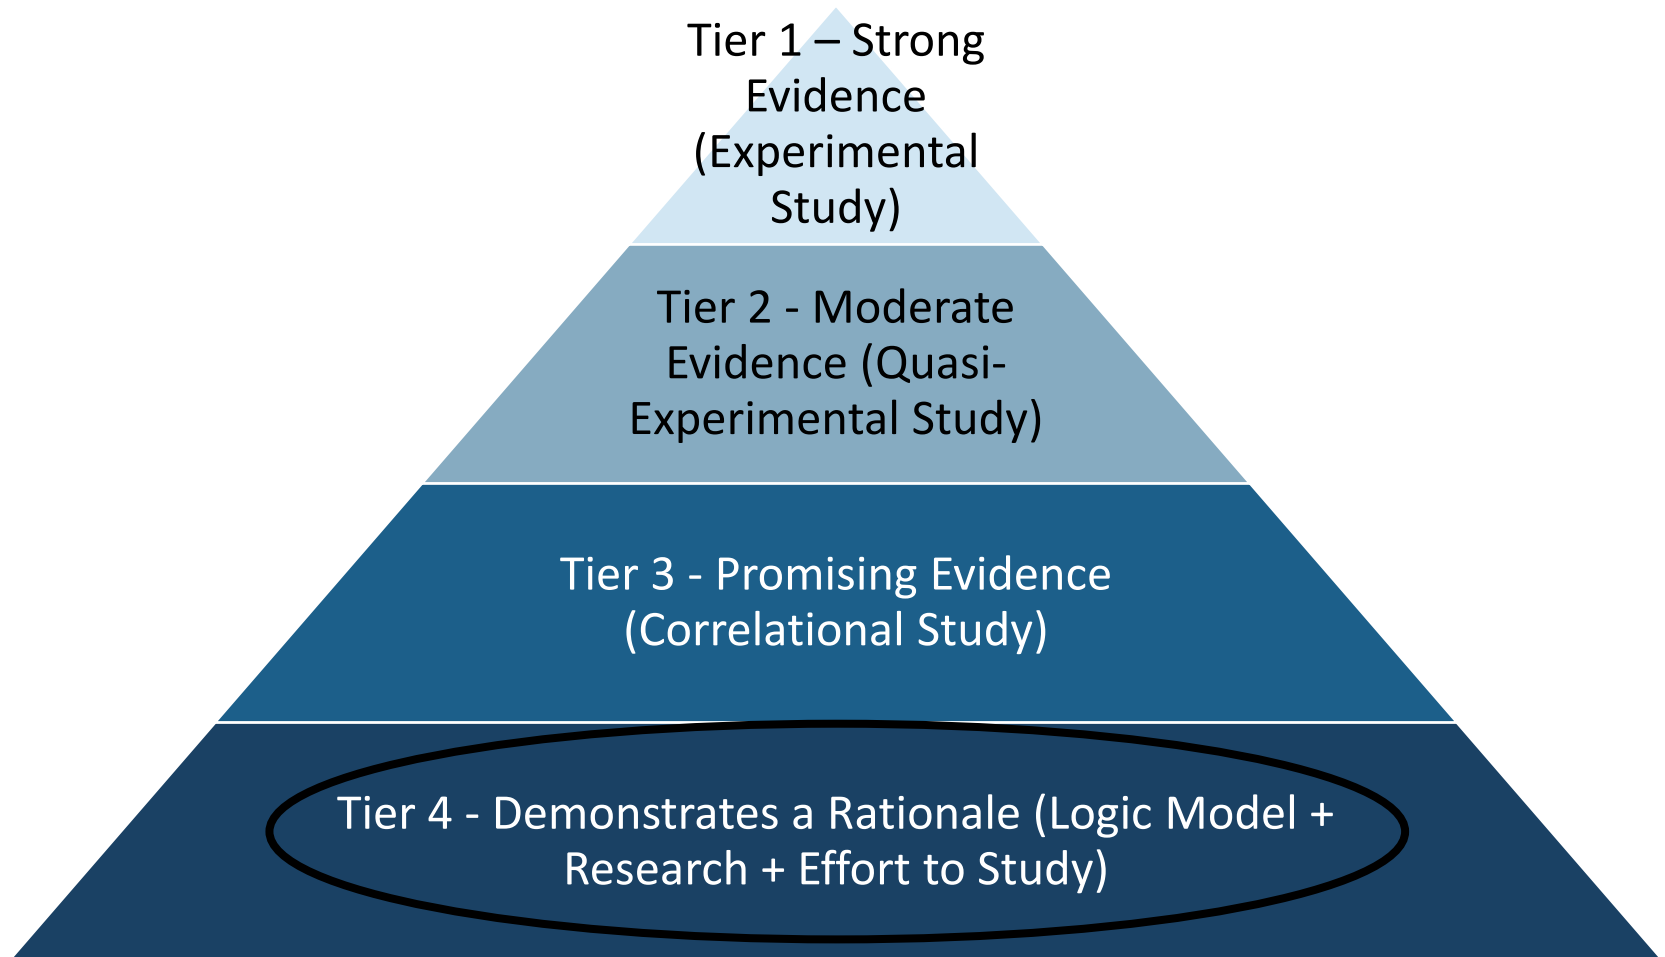 Tier 1 – Strong
Evidence
(Experimental
Study)
Tier 2 - Moderate
Evidence (Quasi-
Experimental Study)
Tier 3 - Promising Evidence
(Correlational Study)
Tier 4 - Demonstrates a Rationale (Logic Model +
Research + Effort to Study)